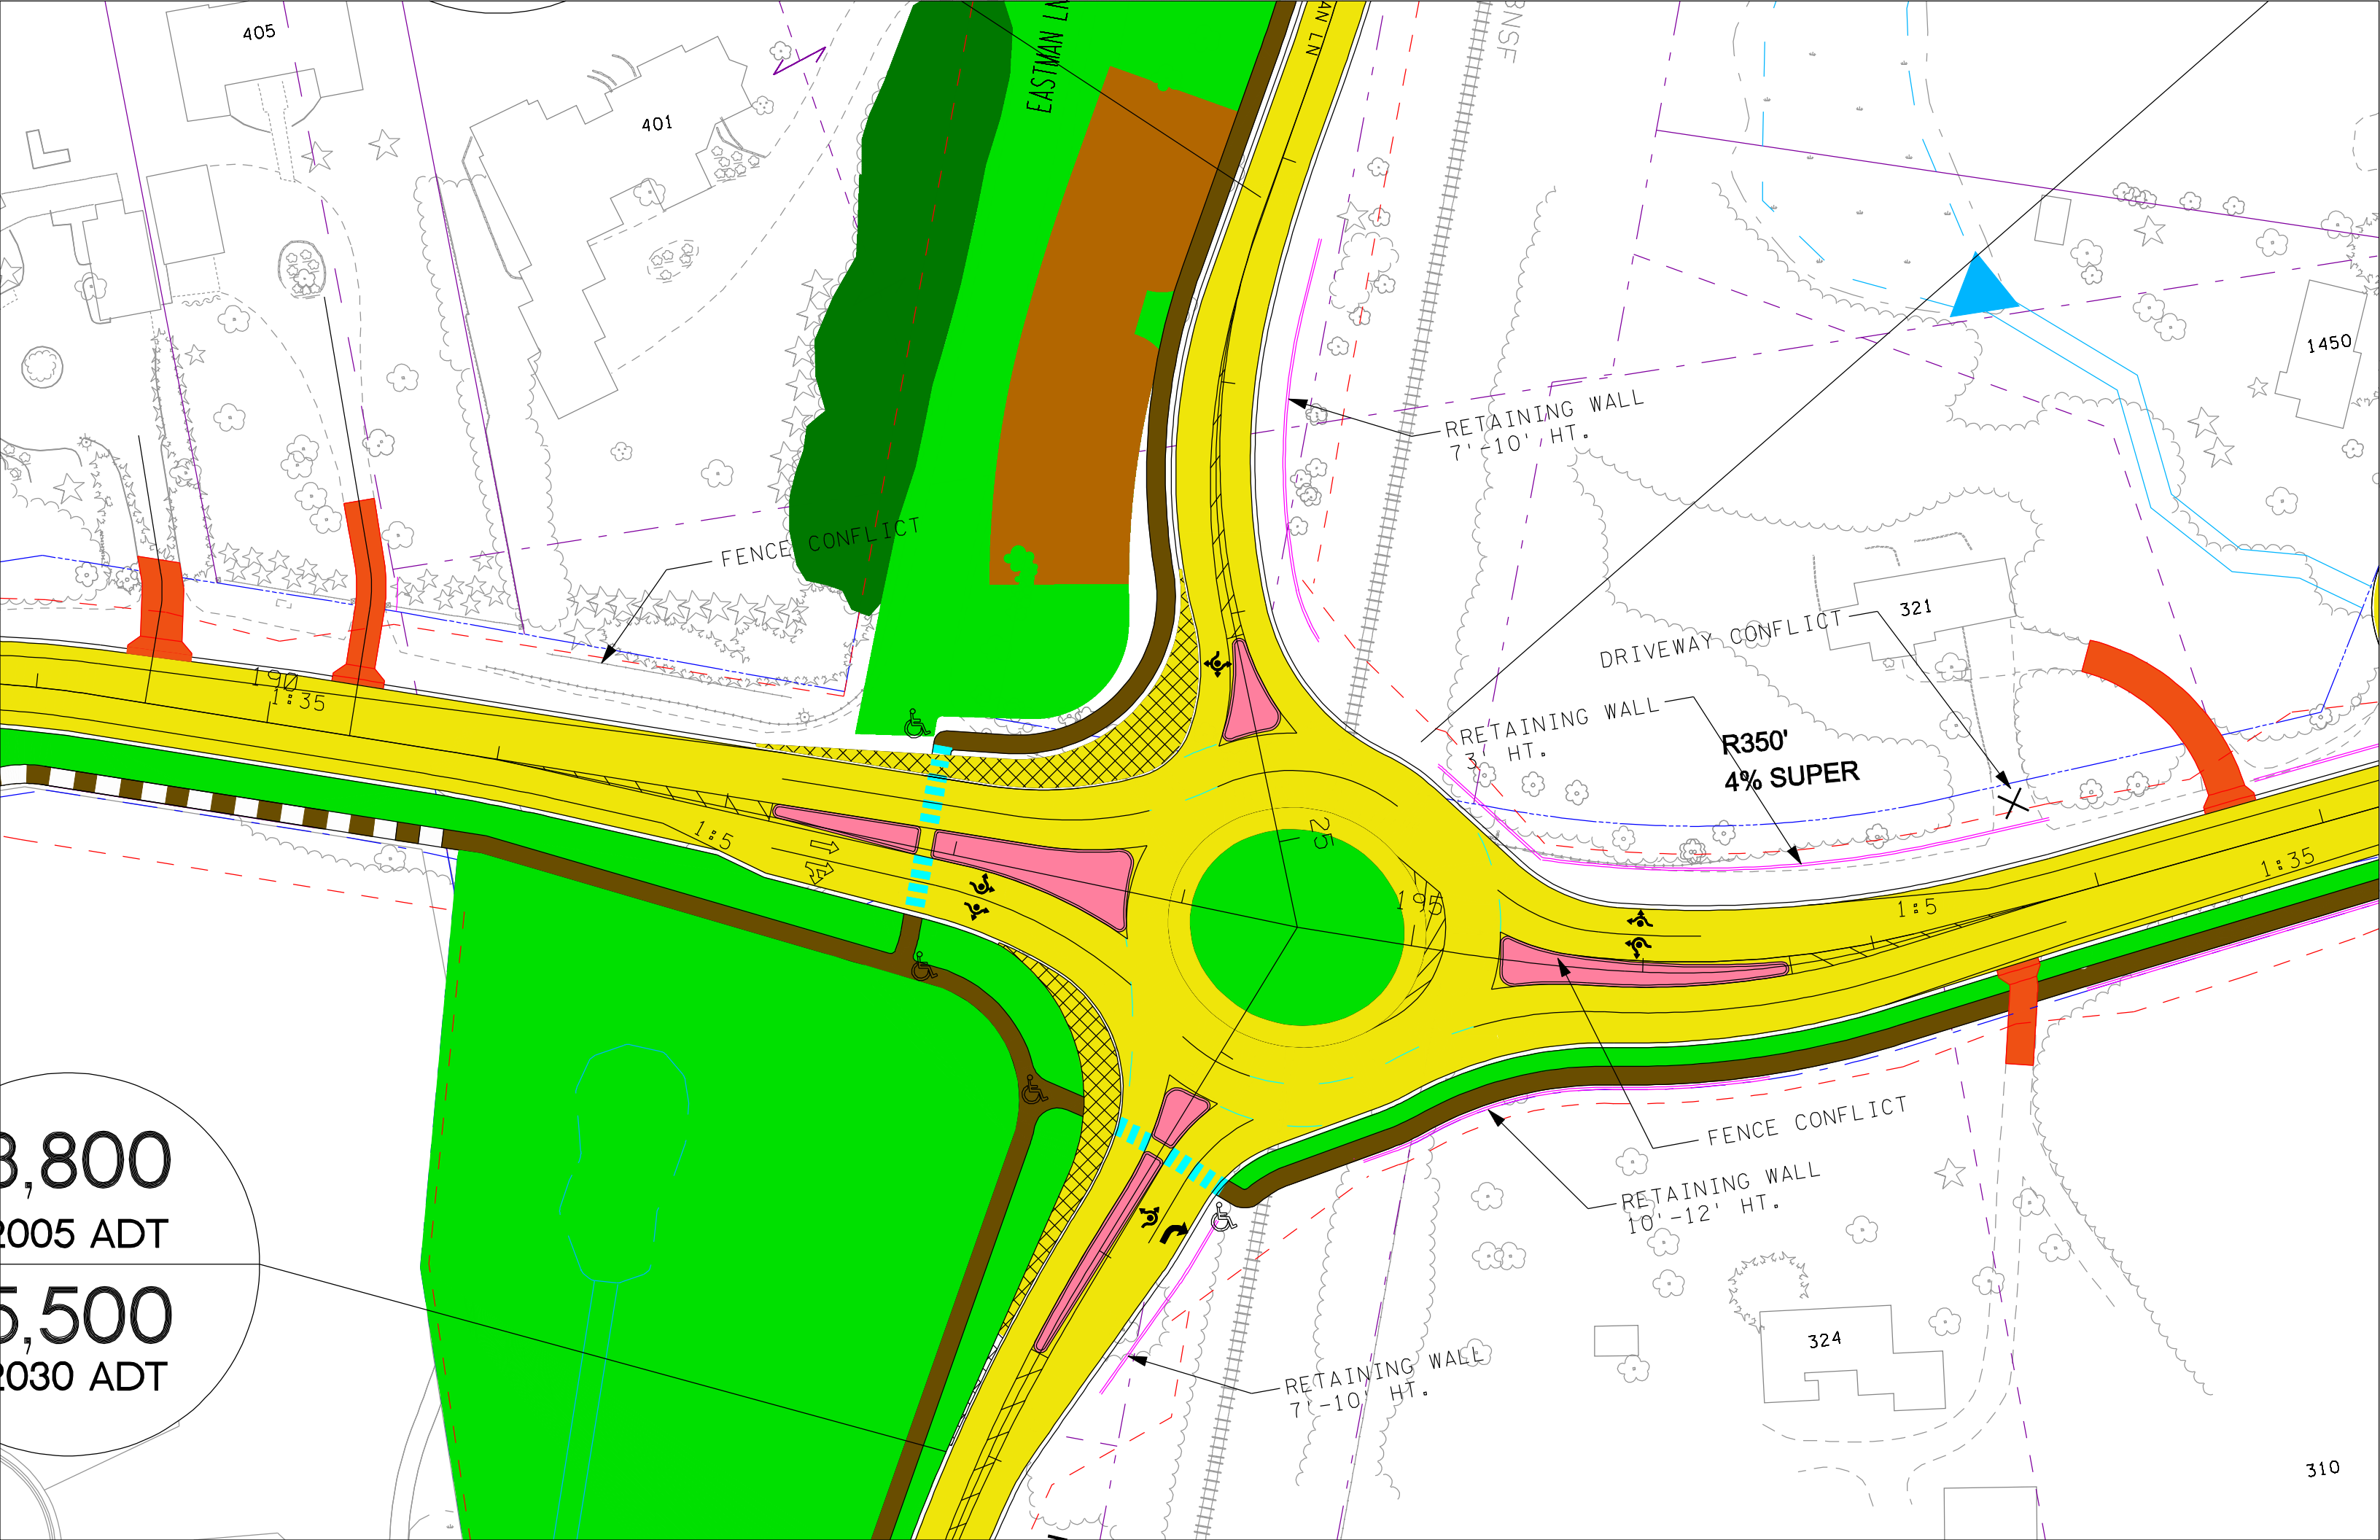 405
401
EASTMAN LN
AN LN
BNSF
1450
RETAINING WALL
7'-10' HT.
FENCE CONFLICT
321
DRIVEWAY CONFLICT
RETAINING WALL
3' HT.
R350'
4% SUPER
190
1:35
1:5
25
195
1:5
1:35
FENCE CONFLICT
RETAINING WALL
10'-12' HT.
3,800
2005 ADT
5,500
2030 ADT
324
RETAINING WALL
7'-10' HT.
310